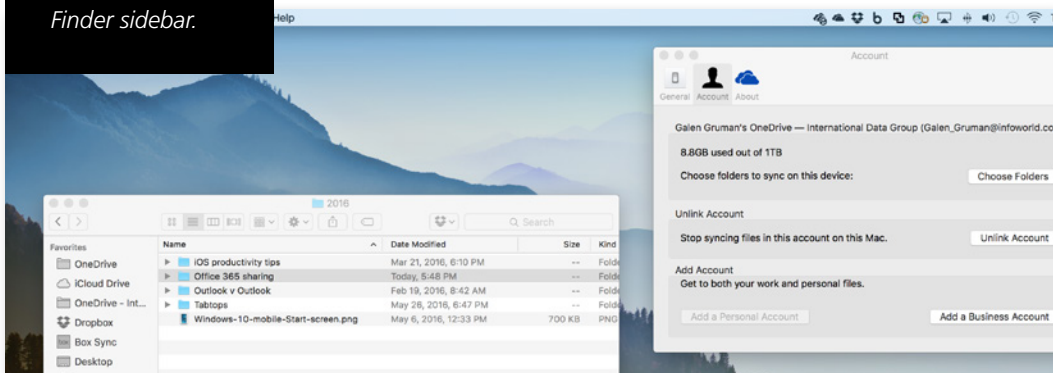 Finder sidebar.
Help
Account
General Account About
Galen Gruman's OneDrive — International Data Group (Galen_Gruman@infoworld.co
8.8GB used out of 1TB
Choose folders to sync on this device:
Choose Folders
Unlink Account
Stop syncing files in this account on this Mac.
Unlink Account
Add Account
Get to both your work and personal files.
Add a Personal Account
Add a Business Account
2016
Search
Favorites
OneDrive
iCloud Drive
OneDrive - Int...
Dropbox
Box Sync
Desktop
Name Date Modified Size Kind
iOS productivity tips Mar 21, 2016, 6:10 PM -- Folde
Office 365 sharing Today, 5:48 PM -- Folde
Outlook v Outlook Feb 19, 2016, 8:42 AM -- Folde
Tabtops May 26, 2016, 6:47 PM -- Folde
Windows-10-mobile-Start-screen.png May 6, 2016, 12:33 PM 700 KB PNG